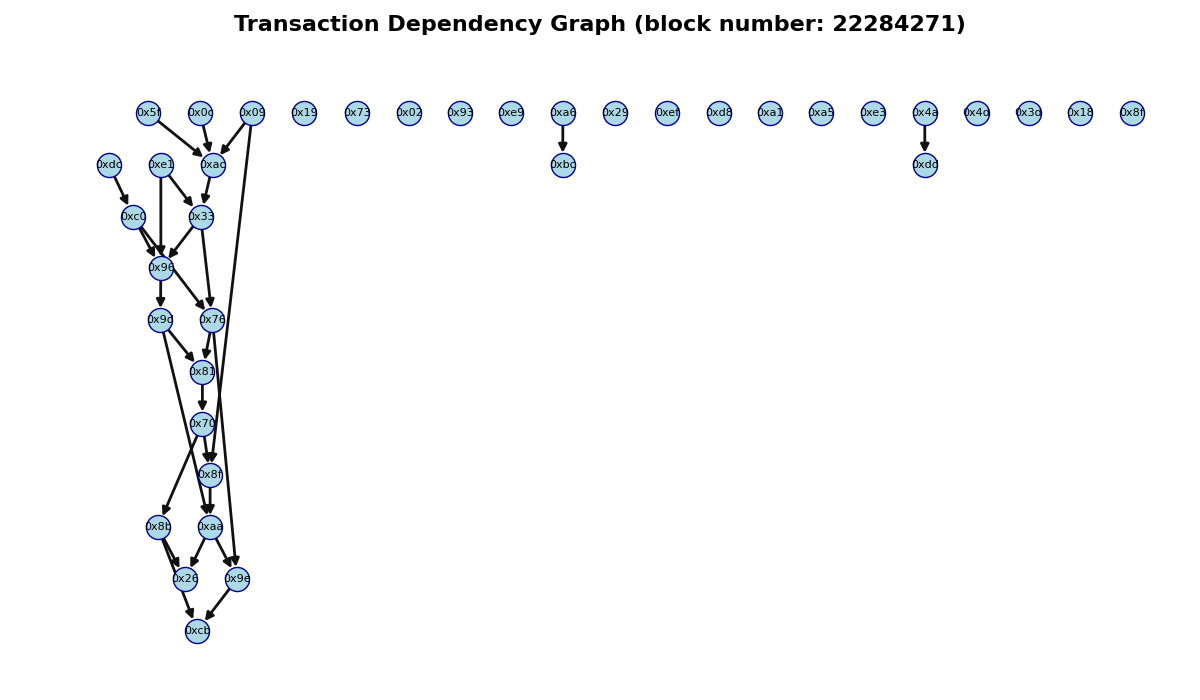 Transaction Dependency Graph (block number: 22284271)
0x5f 0x0c 0x09 0x19 0x73 0x02 0x93 0xe9 0xa6 0x29 0xef 0xd8 0xa1 0xa5 0xe3 0x4a 0x4d 0x3d 0x18 0x8f
0xdc 0xe1 0xac 0xbc 0xdd
0xc0 0x33
0x96
0x9d 0x76
0x81
0x70
0x8f
0x8b 0xaa
0x26 0x9e
0xcb